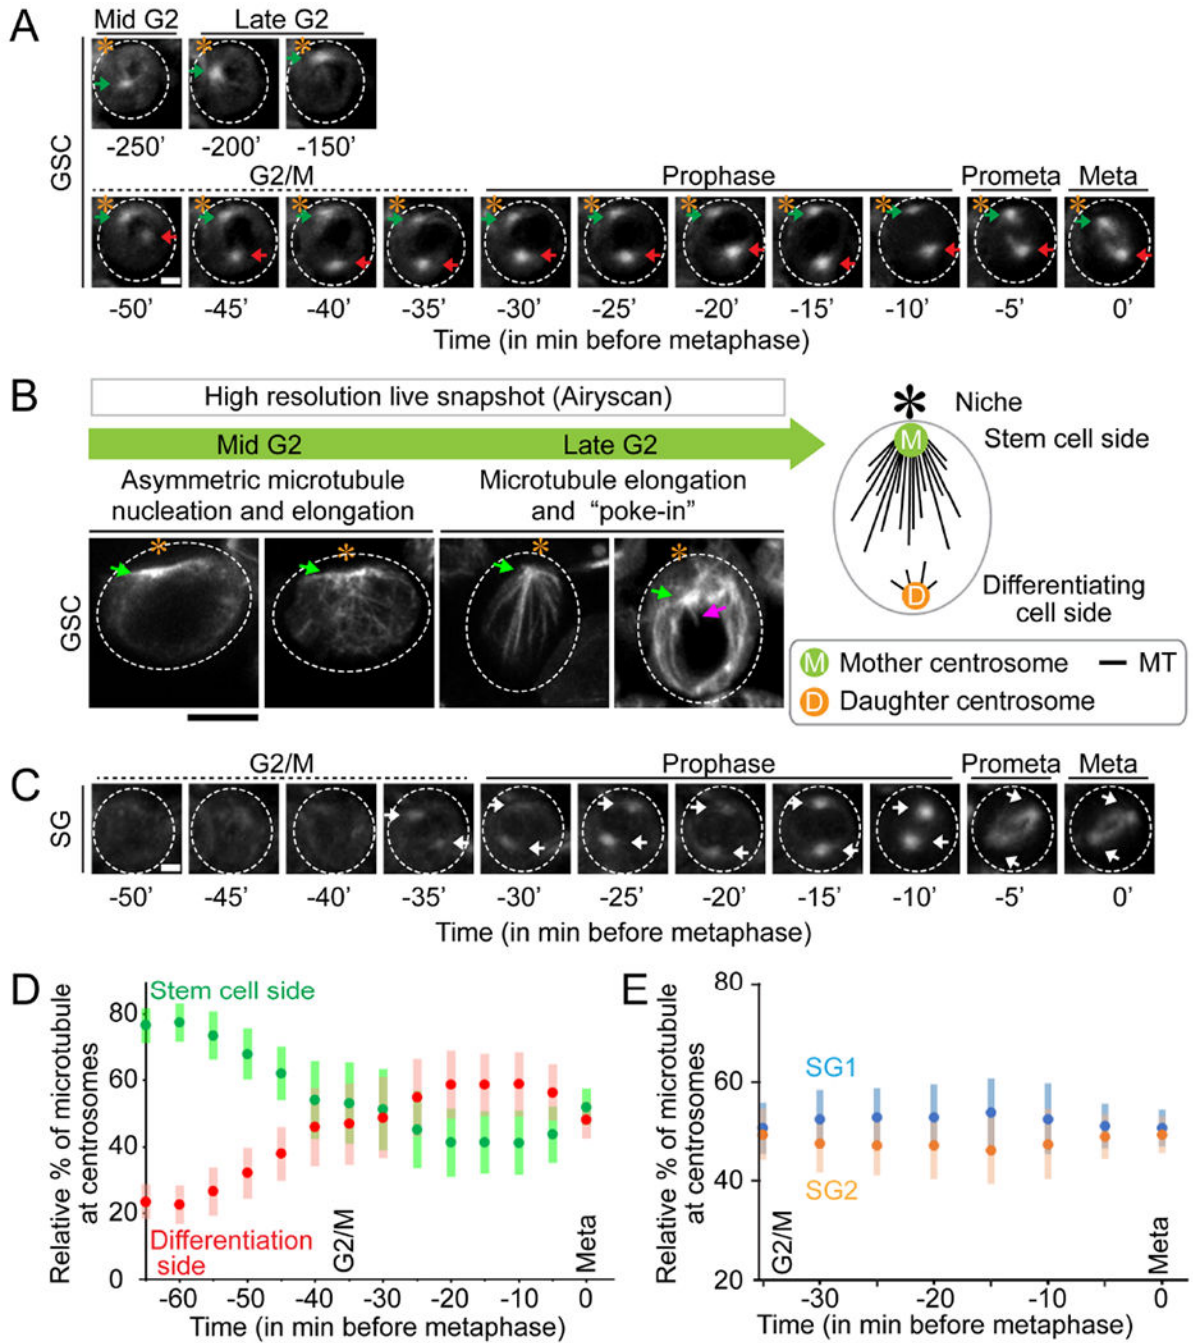 A
Mid G2 Late G2
*
* *
-250’ -200’ -150’
GSC
G2/M Prophase Prometa Meta
* * * * * * * * * * *
-50’ -45’ -40’ -35’ -30’ -25’ -20’ -15’ -10’ -5’ 0’
Time (in min before metaphase)
B
High resolution live snapshot (Airyscan)
Mid G2 Late G2
Asymmetric microtubule
nucleation and elongation
Microtubule elongation
and “poke-in”
GSC
* * * *
* Niche
M Stem cell side
D Differentiating
cell side
M Mother centrosome MT
D Daughter centrosome
C
G2/M Prophase Prometa Meta
SG
-50’ -45’ -40’ -35’ -30’ -25’ -20’ -15’ -10’ -5’ 0’
Time (in min before metaphase)
D
Relative % of microtubule
at centrosomes
80
60
40
20
0
Stem cell side
Differentiation
side
G2/M
Meta
-60 -50 -40 -30 -20 -10 0
Time (in min before metaphase)
E
Relative % of microtubule
at centrosomes
80
60
40
20
SG1
SG2
G2/M
Meta
-30 -20 -10 0
Time (in min before metaphase)